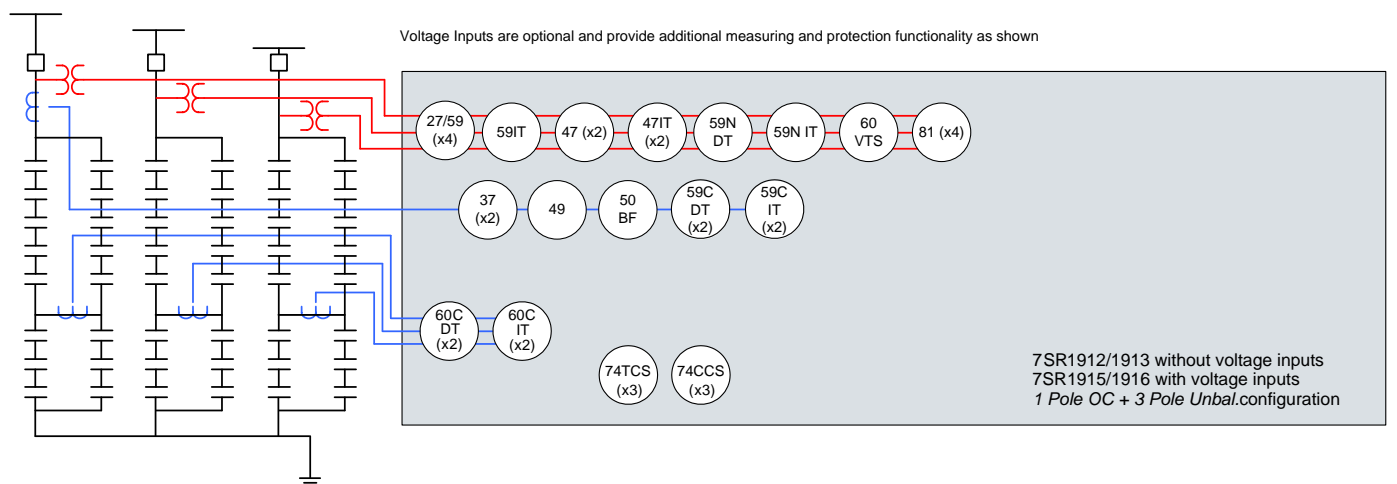 Voltage Inputs are optional and provide additional measuring and protection functionality as shown
27/59
(x4)
59IT
47 (x2)
47IT
(x2)
59N
DT
59N IT
60
VTS
81 (x4)
37
(x2)
49
50
BF
59C
DT
(x2)
59C
IT
(x2)
60C
DT
(x2)
60C
IT
(x2)
74TCS
(x3)
74CCS
(x3)
7SR1912/1913 without voltage inputs
7SR1915/1916 with voltage inputs
1 Pole OC + 3 Pole Unbal.configuration